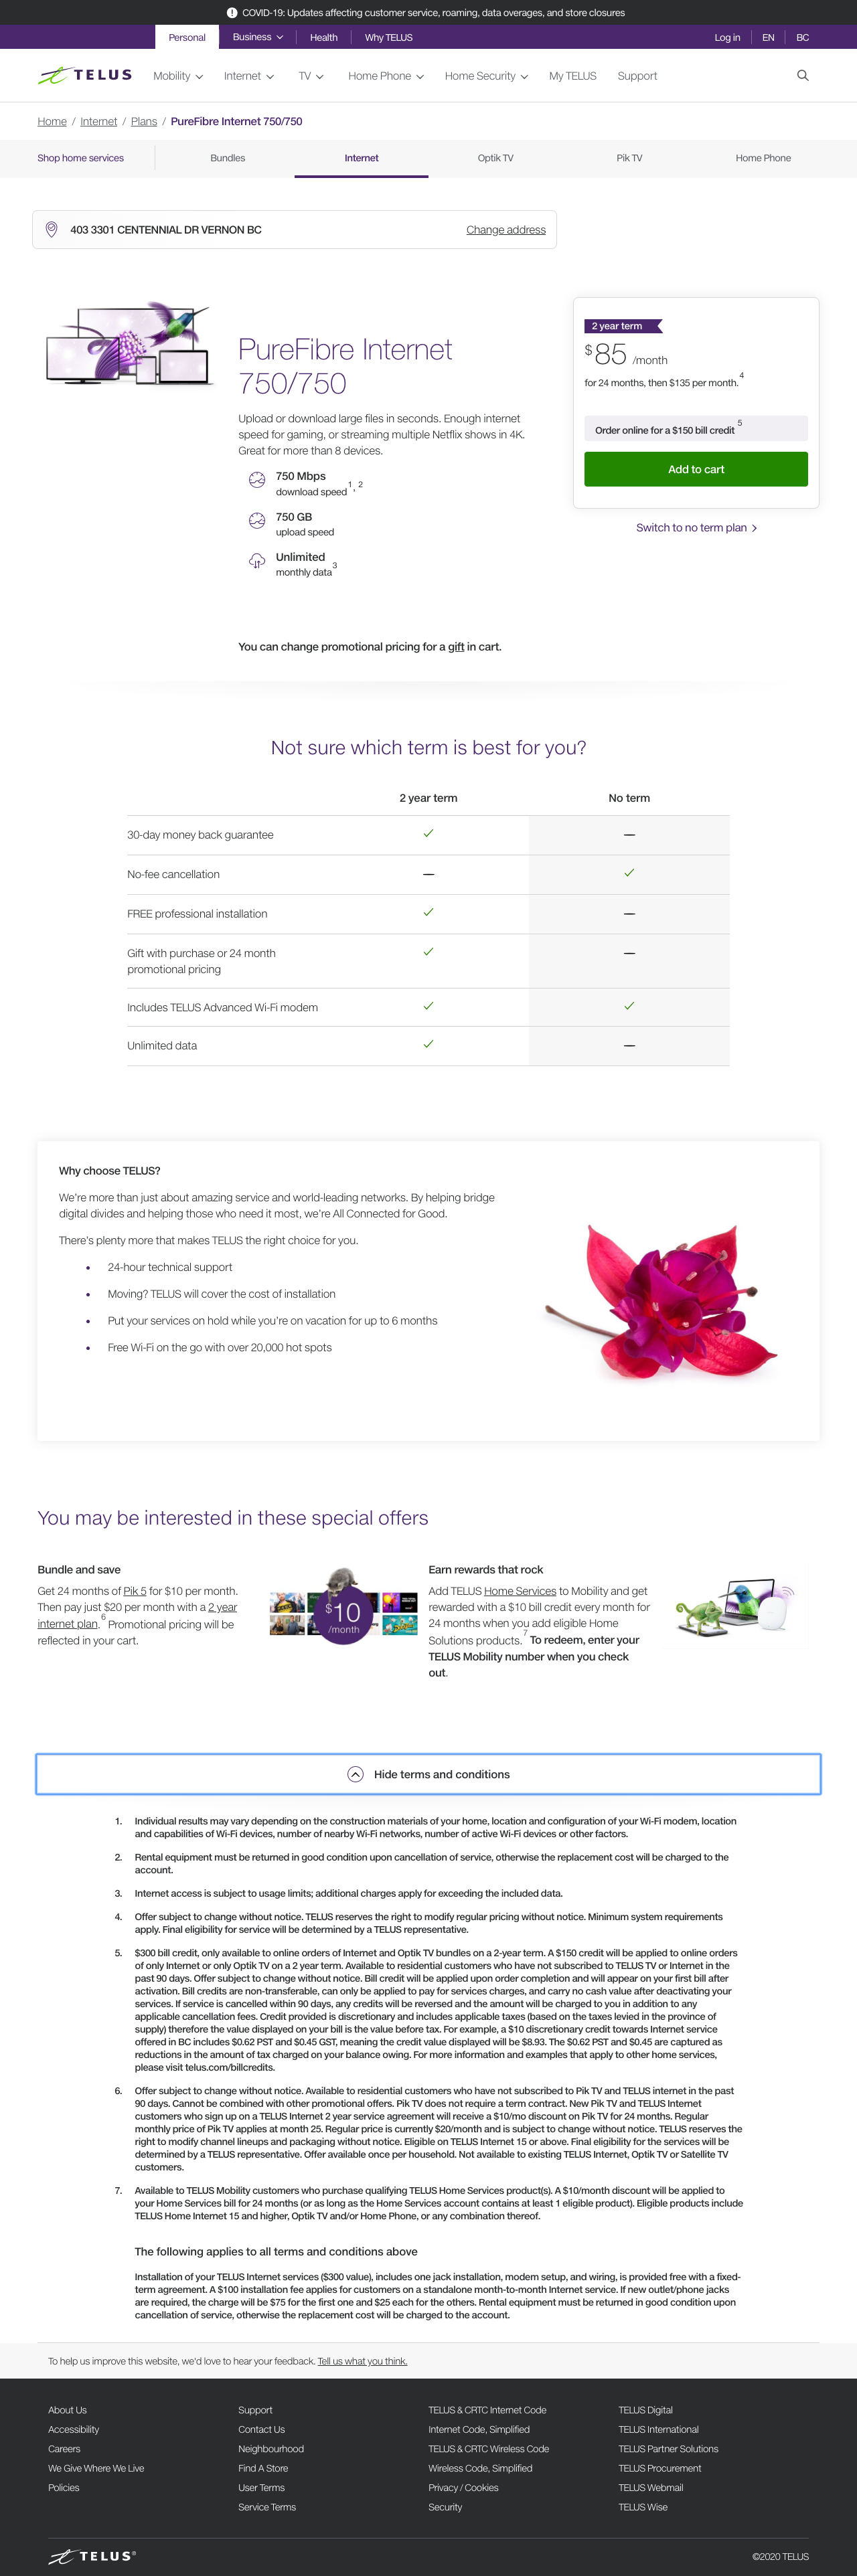 COVID-19: Updates affecting customer service, roaming, data overages, and store closures
Personal Business Health Why TELUS Log in EN BC
TELUS Mobility Internet TV Home Phone Home Security My TELUS Support
Home / Internet / Plans / PureFibre Internet 750/750
Shop home services Bundles Internet Optik TV Pik TV Home Phone
403 3301 CENTENNIAL DR VERNON BC Change address
PureFibre Internet
750/750
Upload or download large files in seconds. Enough internet
speed for gaming, or streaming multiple Netflix shows in 4K.
Great for more than 8 devices.
750 Mbps
download speed1, 2
750 GB
upload speed
Unlimited
monthly data3
You can change promotional pricing for a gift in cart.
2 year term
$85 /month
for 24 months, then $135 per month.4
Order online for a $150 bill credit 5
Add to cart
Switch to no term plan
Not sure which term is best for you?
2 year term No term
30-day money back guarantee
No-fee cancellation
FREE professional installation
Gift with purchase or 24 month
promotional pricing
Includes TELUS Advanced Wi-Fi modem
Unlimited data
Why choose TELUS?
We're more than just about amazing service and world-leading networks. By helping bridge
digital divides and helping those who need it most, we're All Connected for Good.
There's plenty more that makes TELUS the right choice for you.
• 24-hour technical support
• Moving? TELUS will cover the cost of installation
• Put your services on hold while you're on vacation for up to 6 months
• Free Wi-Fi on the go with over 20,000 hot spots
You may be interested in these special offers
Bundle and save
Get 24 months of Pik 5 for $10 per month.
Then pay just $20 per month with a 2 year
internet plan.6 Promotional pricing will be
reflected in your cart.
$10
/month
Earn rewards that rock
Add TELUS Home Services to Mobility and get
rewarded with a $10 bill credit every month for
24 months when you add eligible Home
Solutions products.7 To redeem, enter your
TELUS Mobility number when you check
out.
Hide terms and conditions
1. Individual results may vary depending on the construction materials of your home, location and configuration of your Wi-Fi modem, location
and capabilities of Wi-Fi devices, number of nearby Wi-Fi networks, number of active Wi-Fi devices or other factors.
2. Rental equipment must be returned in good condition upon cancellation of service, otherwise the replacement cost will be charged to the
account.
3. Internet access is subject to usage limits; additional charges apply for exceeding the included data.
4. Offer subject to change without notice. TELUS reserves the right to modify regular pricing without notice. Minimum system requirements
apply. Final eligibility for service will be determined by a TELUS representative.
5. $300 bill credit, only available to online orders of Internet and Optik TV bundles on a 2-year term. A $150 credit will be applied to online orders
of only Internet or only Optik TV on a 2 year term. Available to residential customers who have not subscribed to TELUS TV or Internet in the
past 90 days. Offer subject to change without notice. Bill credit will be applied upon order completion and will appear on your first bill after
activation. Bill credits are non-transferable, can only be applied to pay for services charges, and carry no cash value after deactivating your
services. If service is cancelled within 90 days, any credits will be reversed and the amount will be charged to you in addition to any
applicable cancellation fees. Credit provided is discretionary and includes applicable taxes (based on the taxes levied in the province of
supply) therefore the value displayed on your bill is the value before tax. For example, a $10 discretionary credit towards Internet service
offered in BC includes $0.62 PST and $0.45 GST, meaning the credit value displayed will be $8.93. The $0.62 PST and $0.45 are captured as
reductions in the amount of tax charged on your balance owing. For more information and examples that apply to other home services,
please visit telus.com/billcredits.
6. Offer subject to change without notice. Available to residential customers who have not subscribed to Pik TV and TELUS internet in the past
90 days. Cannot be combined with other promotional offers. Pik TV does not require a term contract. New Pik TV and TELUS Internet
customers who sign up on a TELUS Internet 2 year service agreement will receive a $10/mo discount on Pik TV for 24 months. Regular
monthly price of Pik TV applies at month 25. Regular price is currently $20/month and is subject to change without notice. TELUS reserves the
right to modify channel lineups and packaging without notice. Eligible on TELUS Internet 15 or above. Final eligibility for the services will be
determined by a TELUS representative. Offer available once per household. Not available to existing TELUS Internet, Optik TV or Satellite TV
customers.
7. Available to TELUS Mobility customers who purchase qualifying TELUS Home Services product(s). A $10/month discount will be applied to
your Home Services bill for 24 months (or as long as the Home Services account contains at least 1 eligible product). Eligible products include
TELUS Home Internet 15 and higher, Optik TV and/or Home Phone, or any combination thereof.
The following applies to all terms and conditions above
Installation of your TELUS Internet services ($300 value), includes one jack installation, modem setup, and wiring, is provided free with a fixed-
term agreement. A $100 installation fee applies for customers on a standalone month-to-month Internet service. If new outlet/phone jacks
are required, the charge will be $75 for the first one and $25 each for the others. Rental equipment must be returned in good condition upon
cancellation of service, otherwise the replacement cost will be charged to the account.
To help us improve this website, we'd love to hear your feedback. Tell us what you think.
About Us Support TELUS & CRTC Internet Code TELUS Digital
Accessibility Contact Us Internet Code, Simplified TELUS International
Careers Neighbourhood TELUS & CRTC Wireless Code TELUS Partner Solutions
We Give Where We Live Find A Store Wireless Code, Simplified TELUS Procurement
Policies User Terms Privacy / Cookies TELUS Webmail
Service Terms Security TELUS Wise
TELUS® ©2020 TELUS